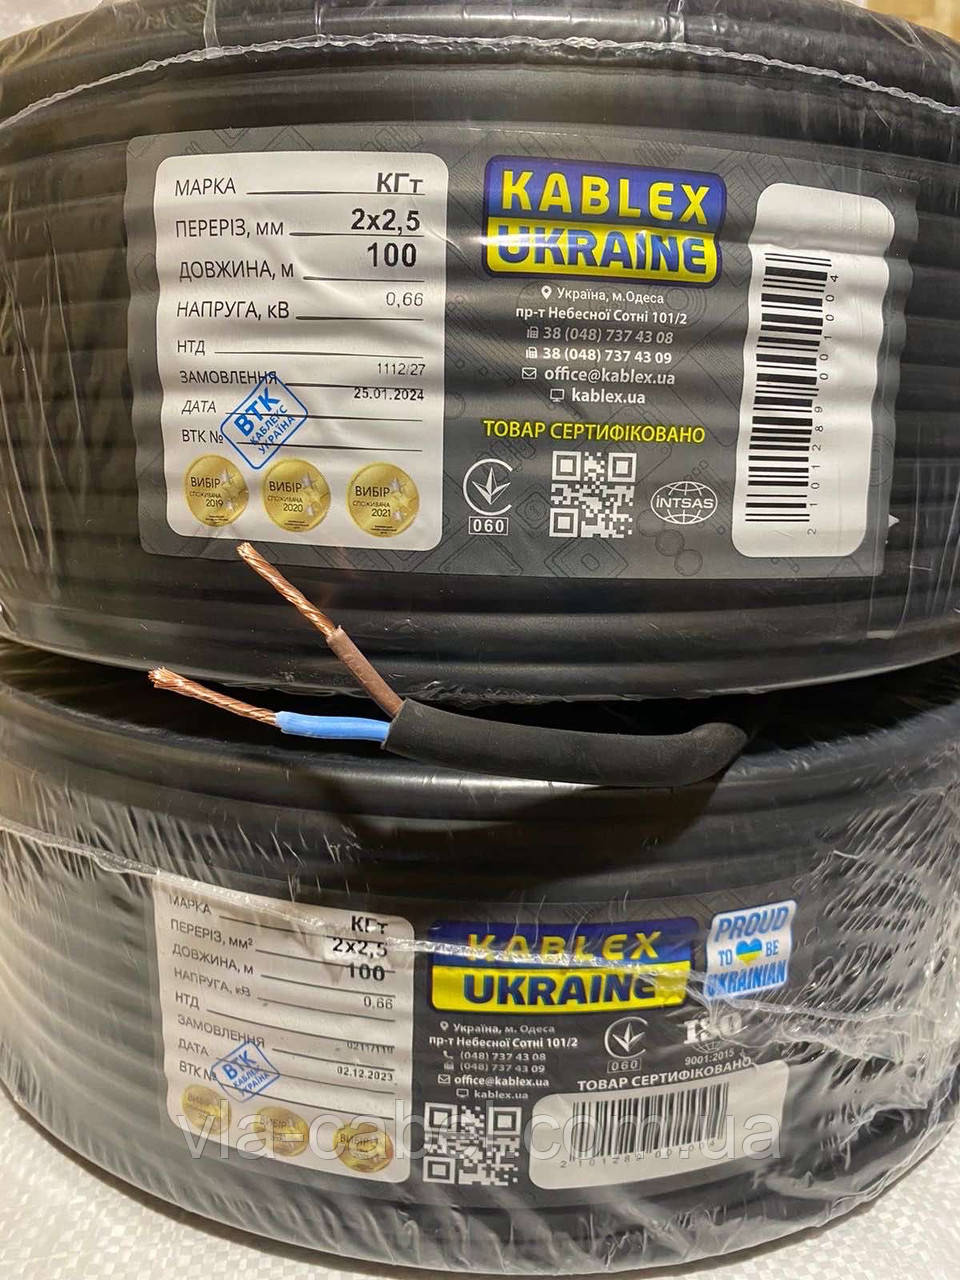 МАРКА КГт
ПЕРЕРІЗ, мм 2х2,5
ДОВЖИНА, м 100
НАПРУГА, кВ 0,66
НТД
ЗАМОВЛЕННЯ 1112/27
ДАТА 25.01.2024
ВТК №
ВТК
КАБЛЕКС
УКРАЇНА
ВИБІР
СПОЖИВАЧА
2019
ВИБІР
СПОЖИВАЧА
2020
ВИБІР
СПОЖИВАЧА
2021
KABLEX
UKRAINE
Україна, м.Одеса
пр-т Небесної Сотні 101/2
38 (048) 737 43 08
38 (048) 737 43 09
office@kablex.ua
kablex.ua
ТОВАР СЕРТИФІКОВАНО
060
INTSAS
2101289001004
МАРКА КГт
ПЕРЕРІЗ, мм² 2х2,5
ДОВЖИНА, м 100
НАПРУГА, кВ 0,66
НТД
ЗАМОВЛЕННЯ
ДАТА 02.12.2023
ВТК №
ВТК
КАБЛЕКС
УКРАЇНА
ВИБІР
ВИБІР
ВИБІР
KABLEX
UKRAINE
PROUD
TO BE
UKRAINIAN
Україна, м. Одеса
пр-т Небесної Сотні 101/2
(048) 737 43 08
(048) 737 43 09
office@kablex.ua
kablex.ua
060
ISO
9001:2015
ТОВАР СЕРТИФІКОВАНО
via-cabel.com.ua